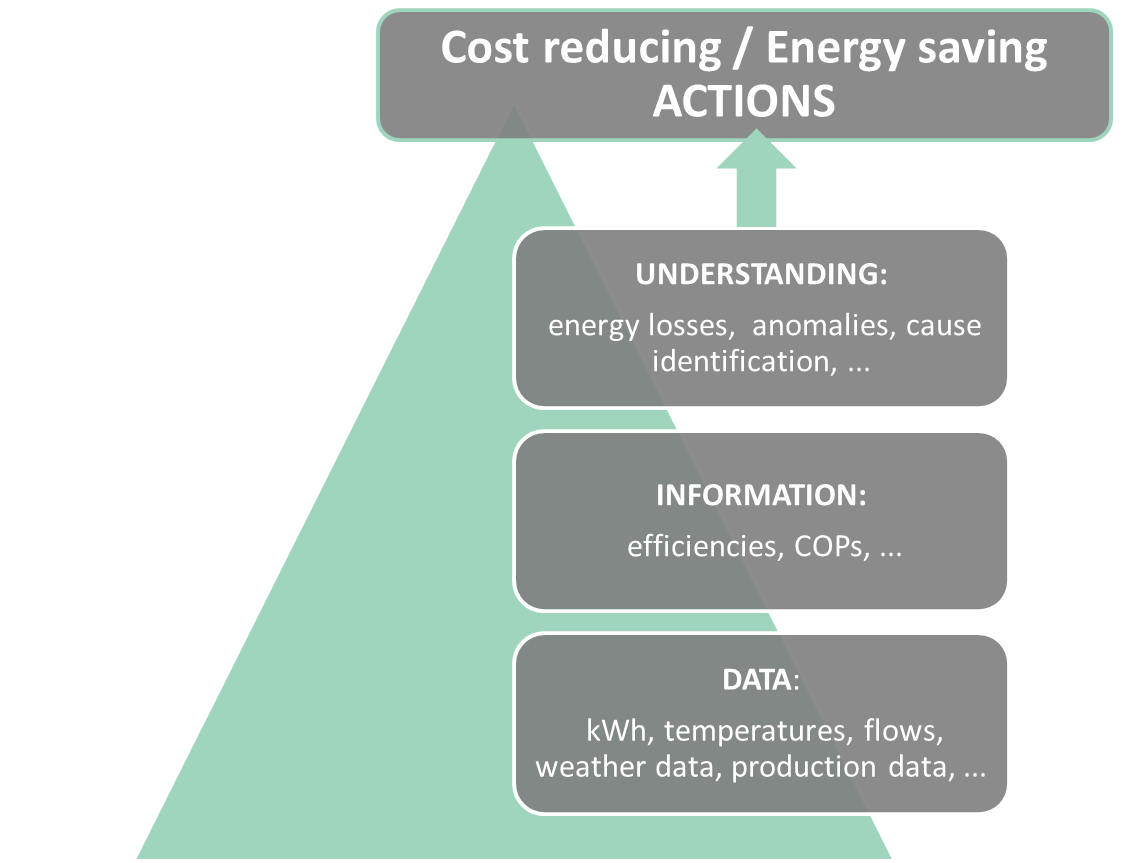 Cost reducing / Energy saving
ACTIONS
UNDERSTANDING:
energy losses,  anomalies, cause
identification, ...
INFORMATION:
efficiencies, COPs, ...
DATA:
kWh, temperatures, flows,
weather data, production data, ...